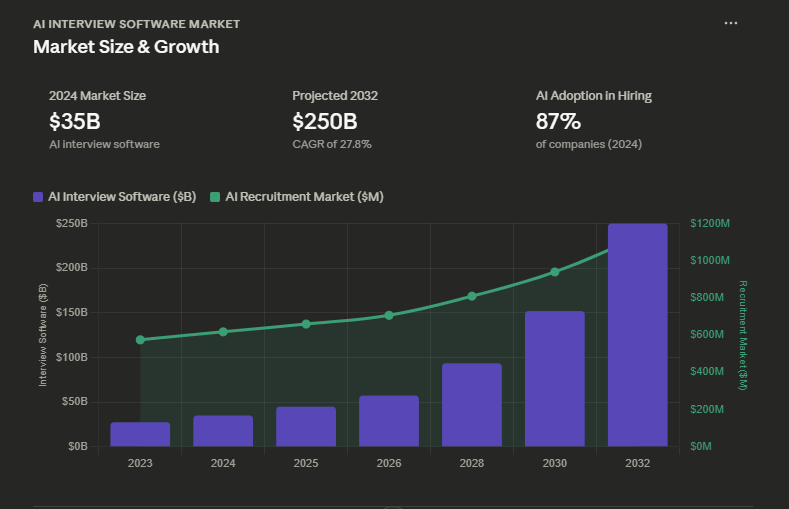 AI INTERVIEW SOFTWARE MARKET
...
Market Size & Growth
2024 Market Size
Projected 2032
AI Adoption in Hiring
$35B
$250B
87%
AI interview software
CAGR of 27.8%
of companies (2024)
AI Interview Software ($B)
AI Recruitment Market ($M)
$250B
$200B
$150B
$100B
$50B
$0B
Interview Software ($B)
$1200M
$1000M
$800M
$600M
$400M
$200M
$0M
Recruitment Market ($M)
2023
2024
2025
2026
2028
2030
2032